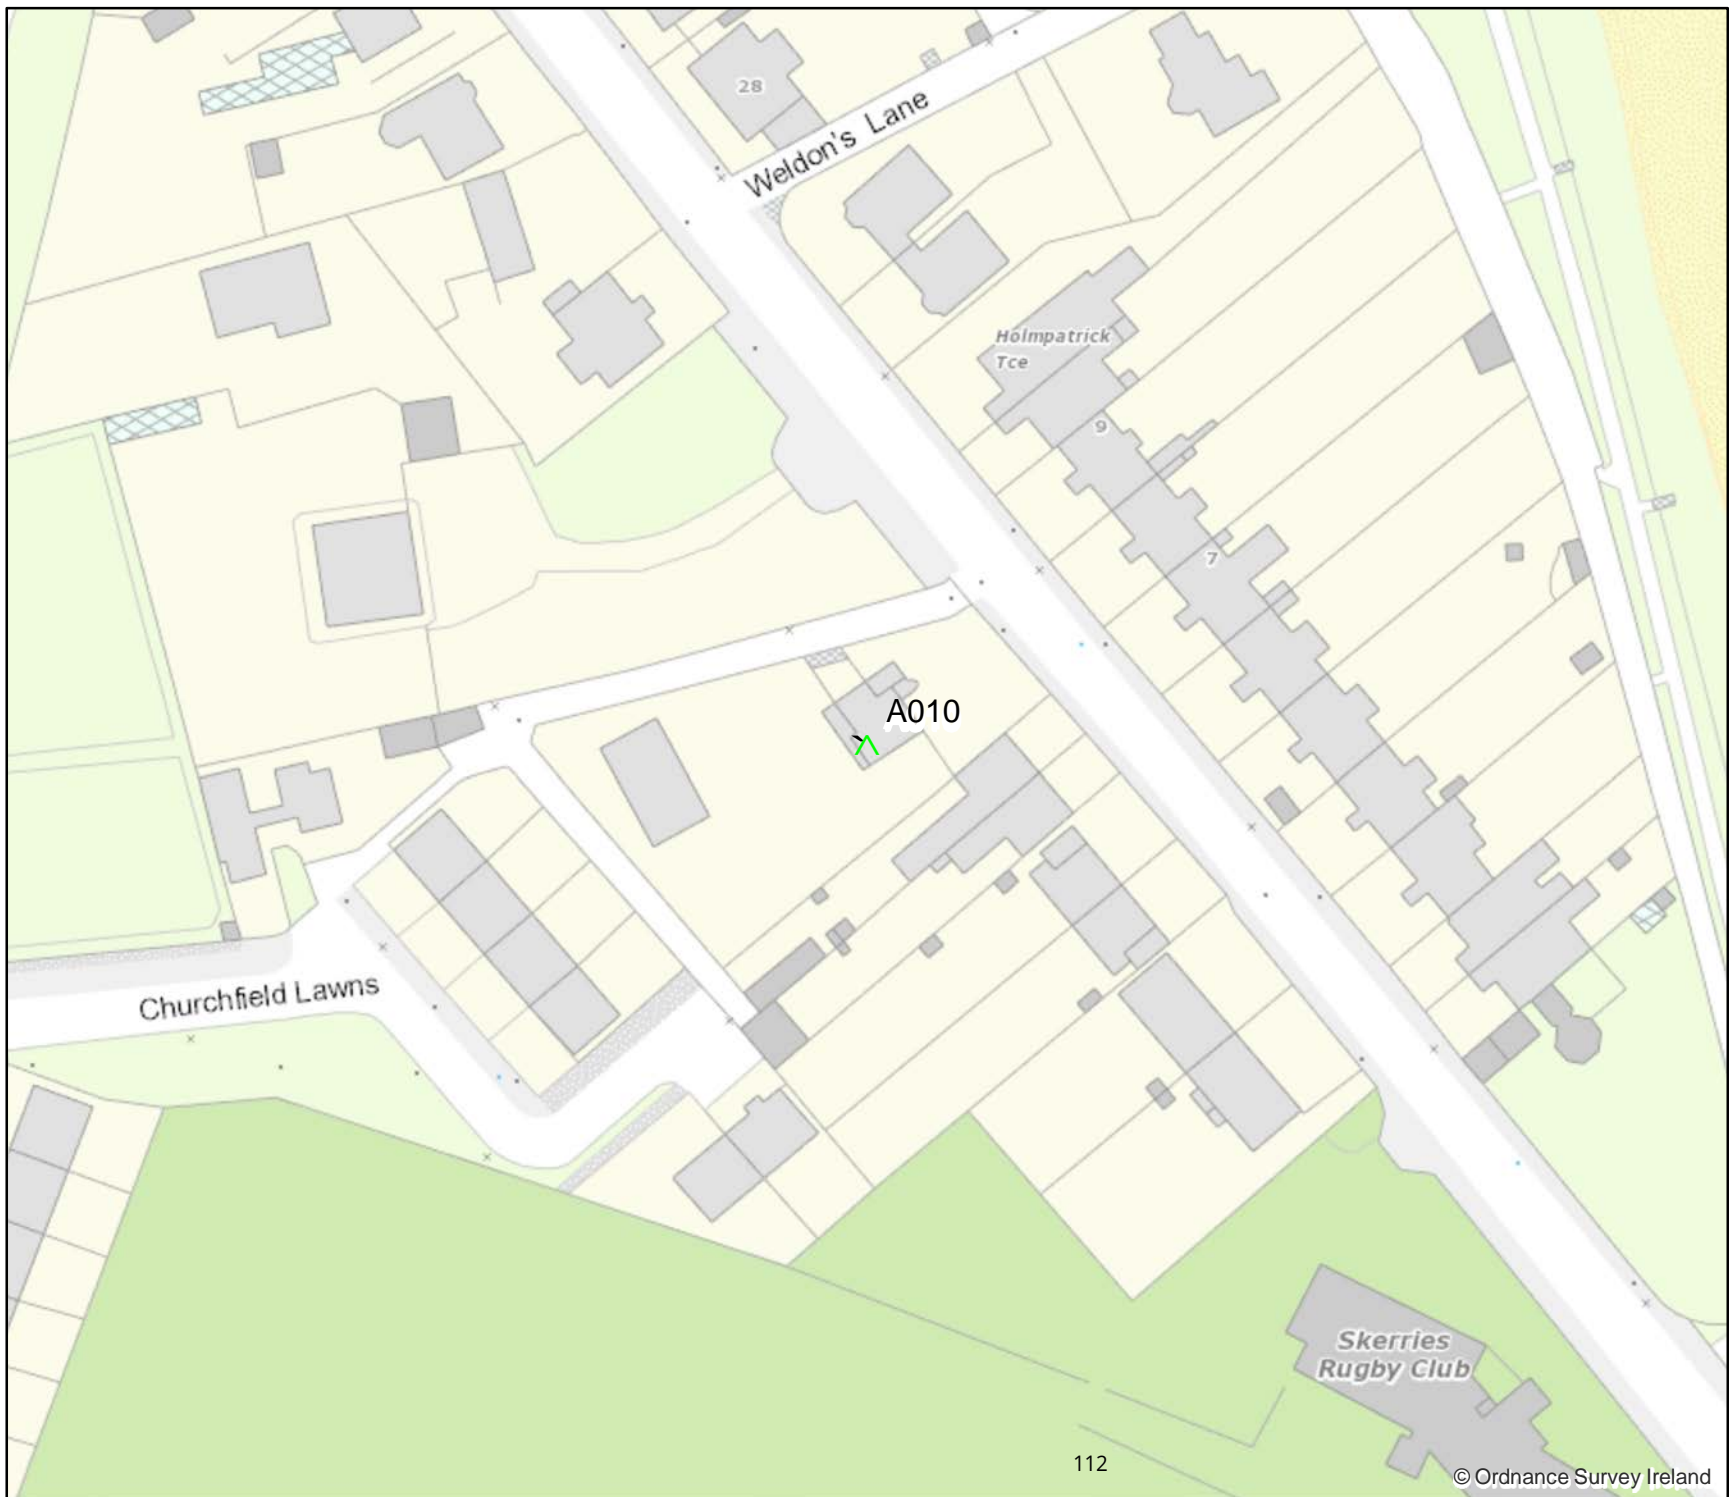 28
Weldon's Lane
Holmpatrick
Tce
9
7
A010
Churchfield Lawns
Skerries
Rugby Club
112
© Ordnance Survey Ireland